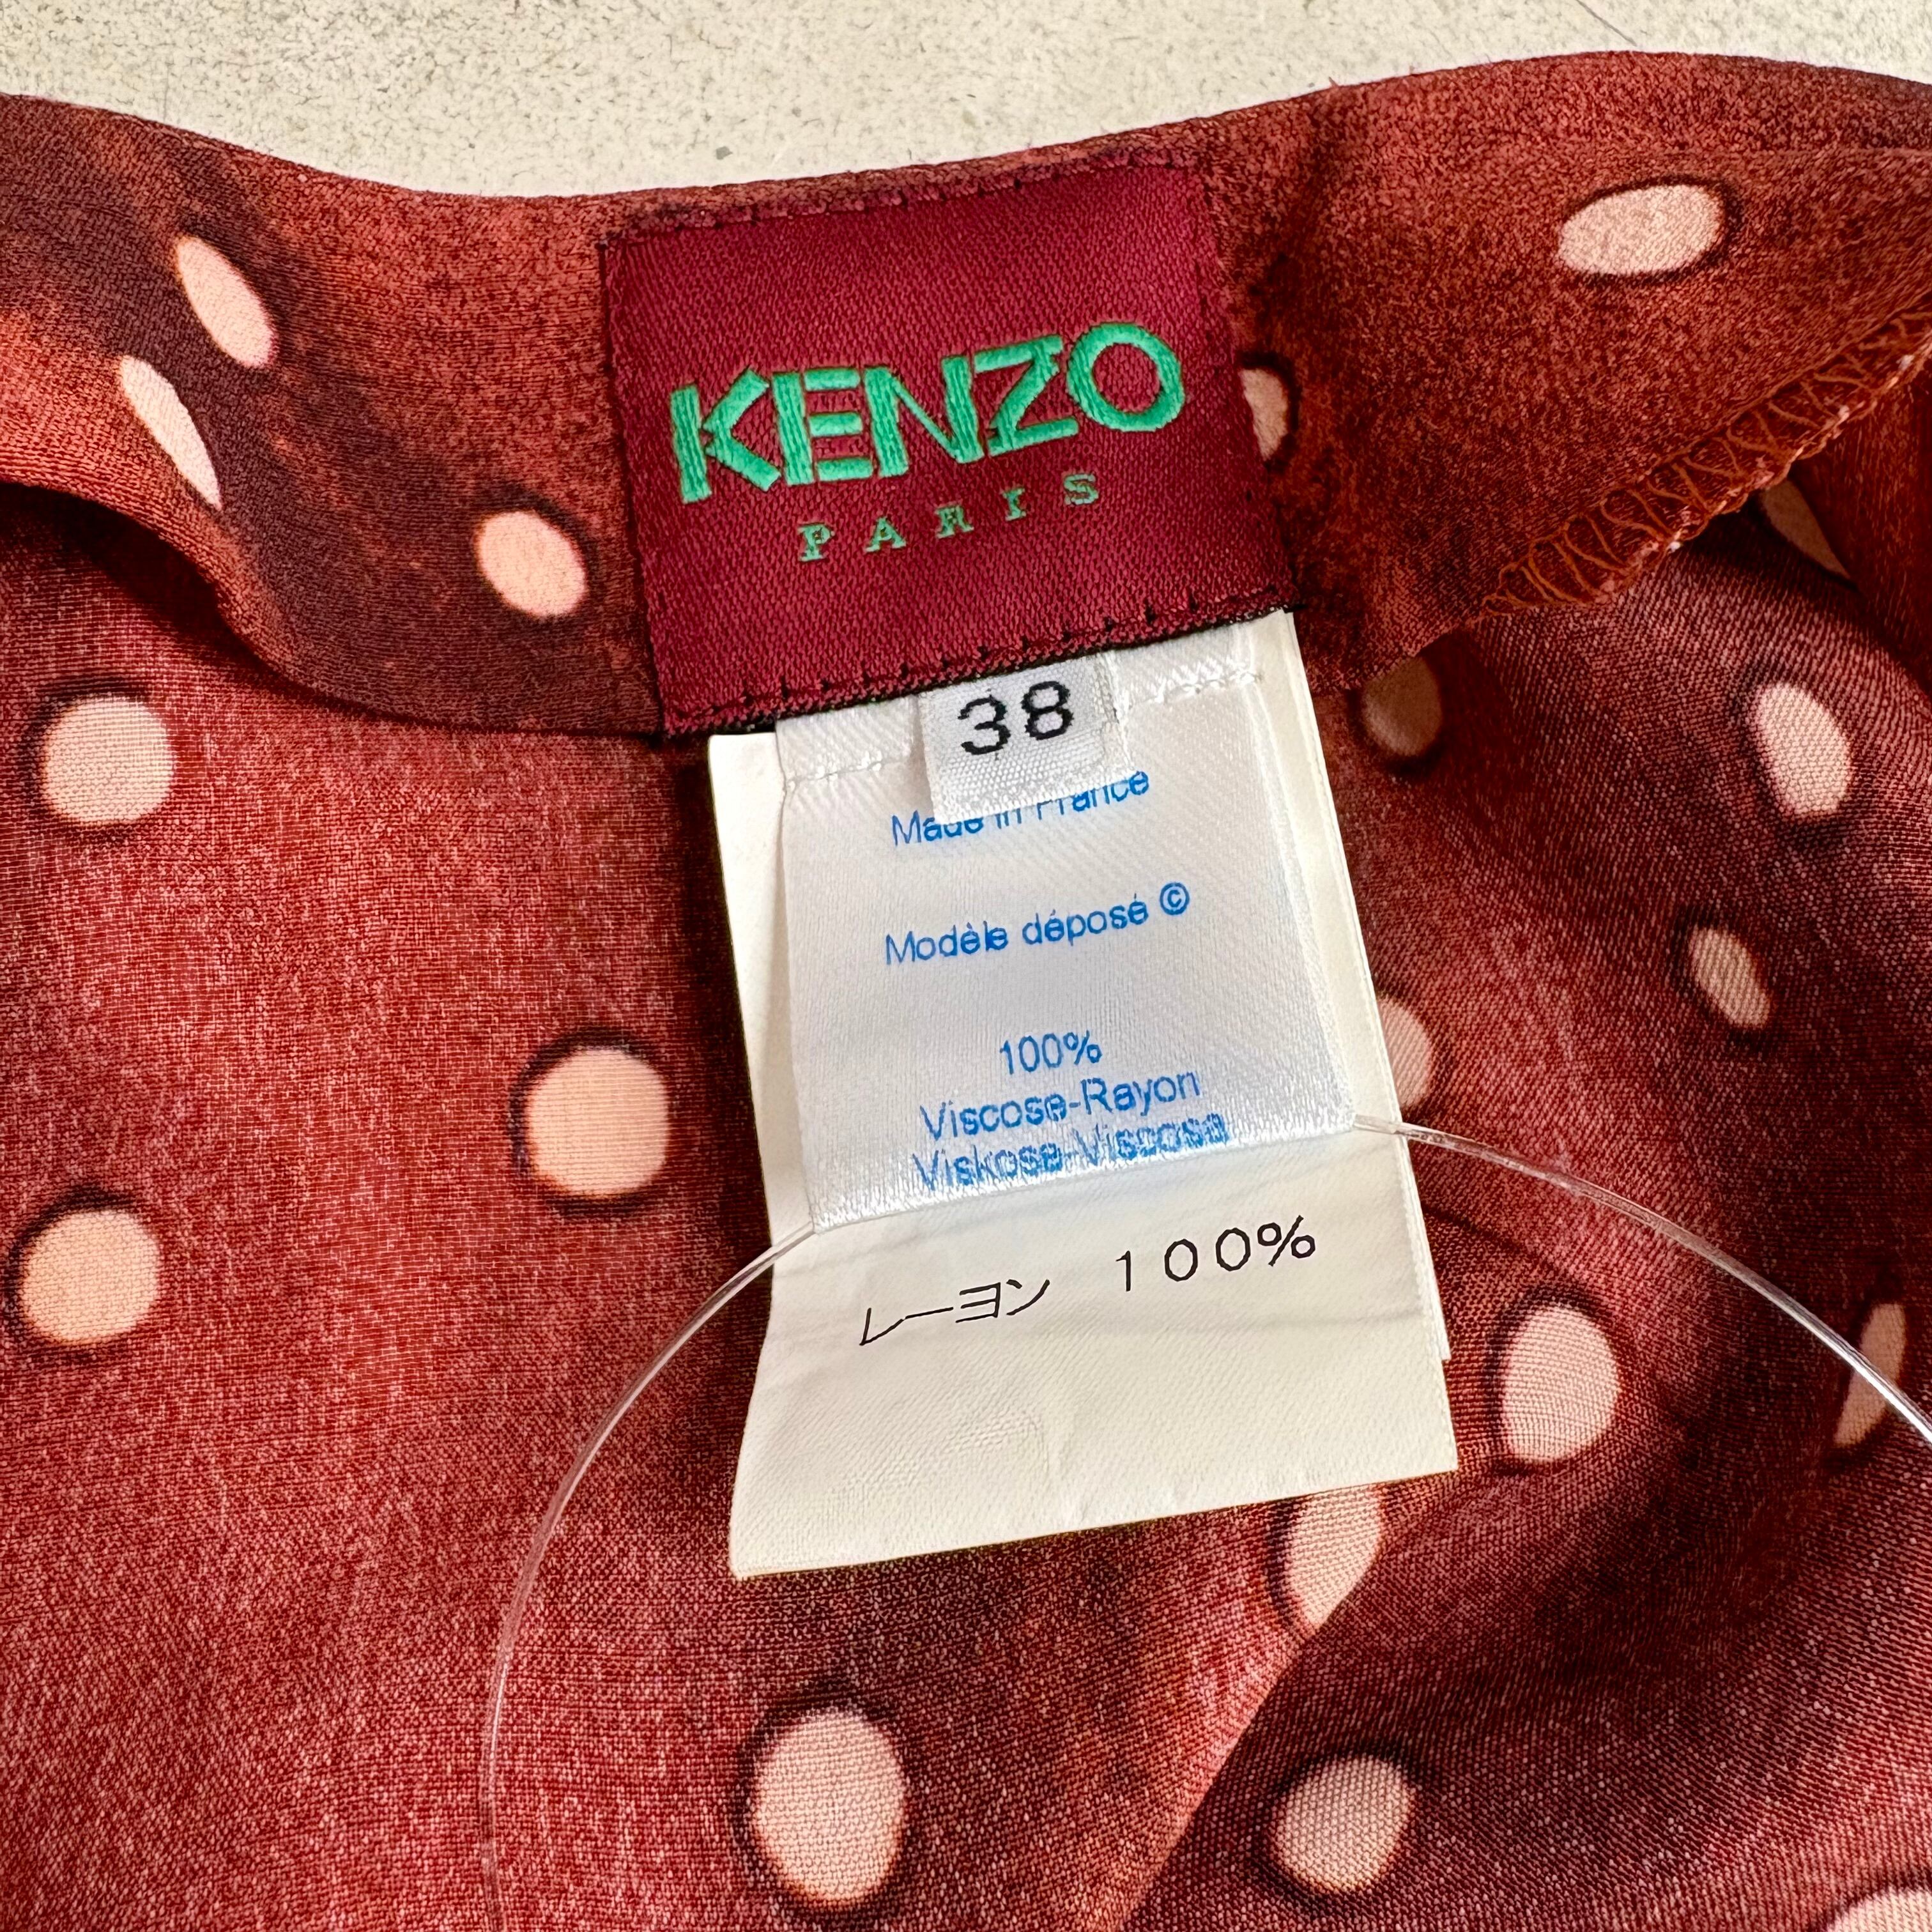 KENZO
PARIS
38
Made in France
Modèle déposé ©
100%
Viscose-Rayon
Viskose-Viscosa
レーヨン 100%